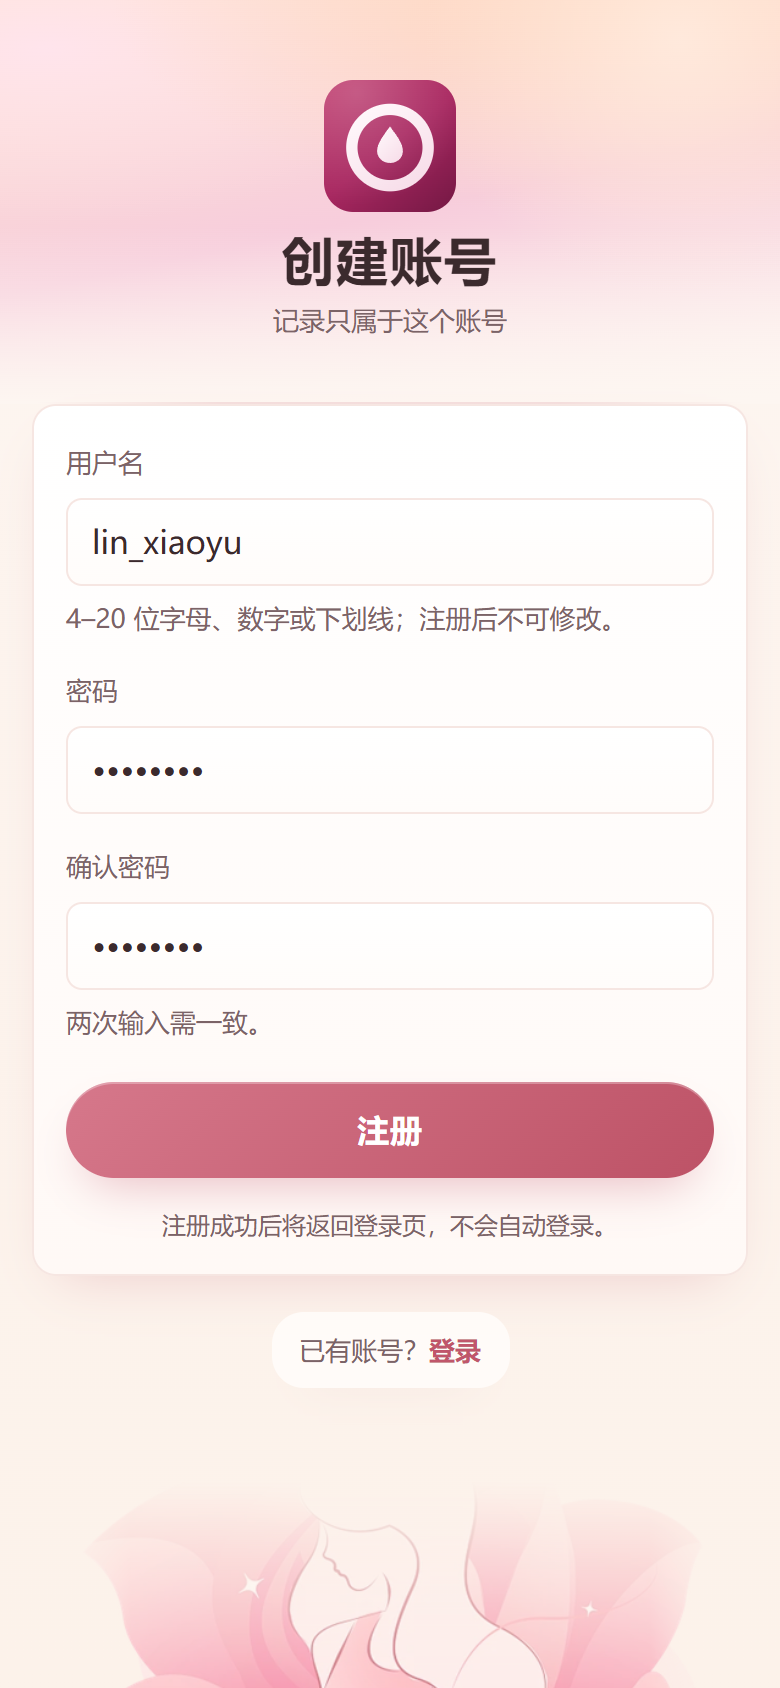 创建账号
记录只属于这个账号
用户名
lin_xiaoyu
4–20 位字母、数字或下划线；注册后不可修改。
密码
••••••••
确认密码
••••••••
两次输入需一致。
注册
注册成功后将返回登录页，不会自动登录。
已有账号？登录